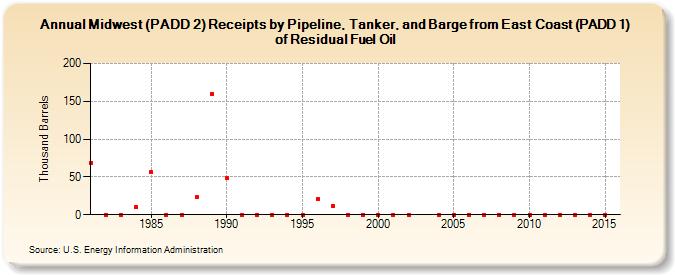 Annual Midwest (PADD 2) Receipts by Pipeline, Tanker, and Barge from East Coast (PADD 1)
of Residual Fuel Oil
Thousand Barrels
200
150
100
50
0
1985 1990 1995 2000 2005 2010 2015
Source: U.S. Energy Information Administration